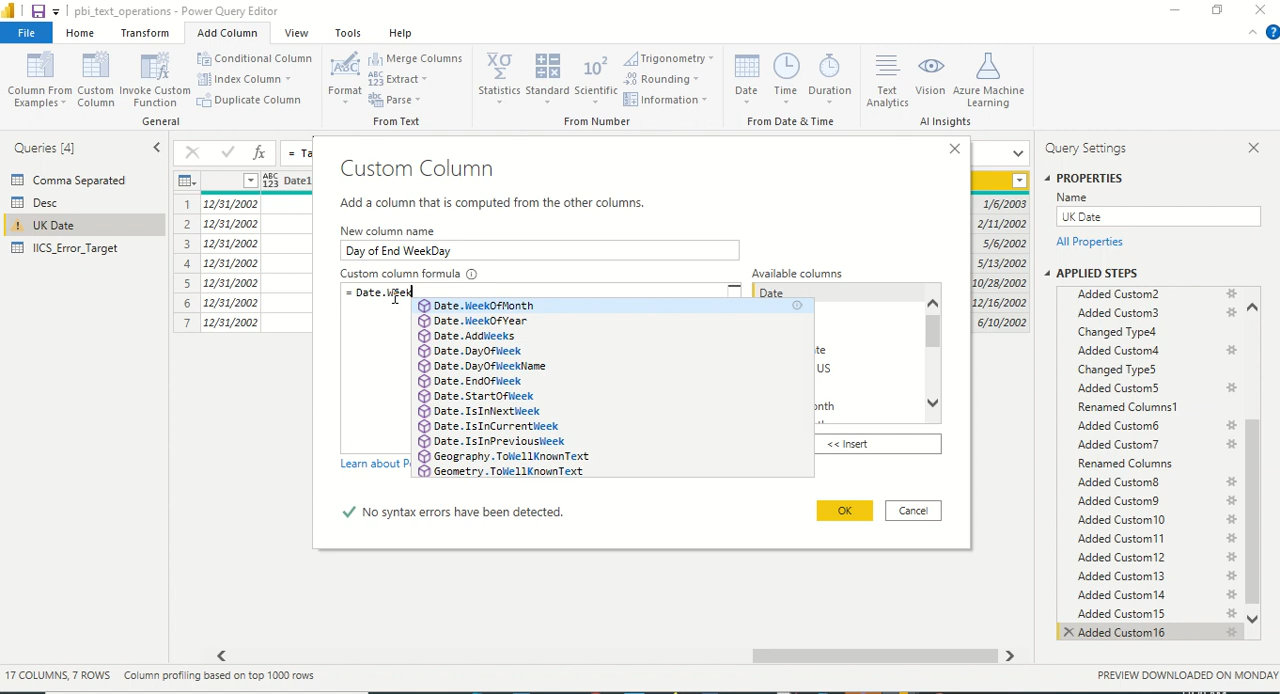 pbi_text_operations - Power Query Editor
File Home Transform Add Column View Tools Help
Column From Examples
Custom Column
Invoke Custom Function
Conditional Column
Index Column
Duplicate Column
General
Format
Merge Columns
Extract
Parse
From Text
Statistics
Standard
Scientific
Trigonometry
Rounding
Information
From Number
Date
Time
Duration
From Date & Time
Text Analytics
Vision
Azure Machine Learning
AI Insights
Queries [4]
Comma Separated
Desc
UK Date
IICS_Error_Target
= Ta
ABC 123 Date1
1 12/31/2002 1/6/2003
2 12/31/2002 2/11/2002
3 12/31/2002 5/6/2002
4 12/31/2002 5/13/2002
5 12/31/2002 10/28/2002
6 12/31/2002 12/16/2002
7 12/31/2002 6/10/2002
Custom Column
Add a column that is computed from the other columns.
New column name
Day of End WeekDay
Custom column formula
= Date.Week
Date.WeekOfMonth
Date.WeekOfYear
Date.AddWeeks
Date.DayOfWeek
Date.DayOfWeekName
Date.EndOfWeek
Date.StartOfWeek
Date.IsInNextWeek
Date.IsInCurrentWeek
Date.IsInPreviousWeek
Geography.ToWellKnownText
Geometry.ToWellKnownText
Available columns
Date
US
<< Insert
Learn about
No syntax errors have been detected.
OK
Cancel
Query Settings
PROPERTIES
Name
UK Date
All Properties
APPLIED STEPS
Added Custom2
Added Custom3
Changed Type4
Added Custom4
Changed Type5
Added Custom5
Renamed Columns1
Added Custom6
Added Custom7
Renamed Columns
Added Custom8
Added Custom9
Added Custom10
Added Custom11
Added Custom12
Added Custom13
Added Custom14
Added Custom15
Added Custom16
17 COLUMNS, 7 ROWS Column profiling based on top 1000 rows
PREVIEW DOWNLOADED ON MONDAY